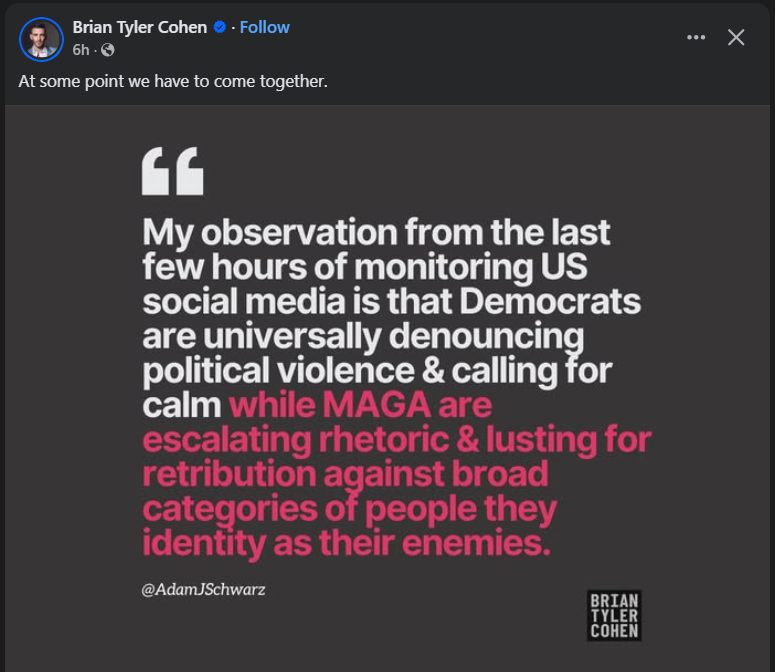 Brian Tyler Cohen · Follow
6h ·
At some point we have to come together.
My observation from the last
few hours of monitoring US
social media is that Democrats
are universally denouncing
political violence & calling for
calm while MAGA are
escalating rhetoric & lusting for
retribution against broad
categories of people they
identity as their enemies.
@AdamJSchwarz
BRIAN
TYLER
COHEN